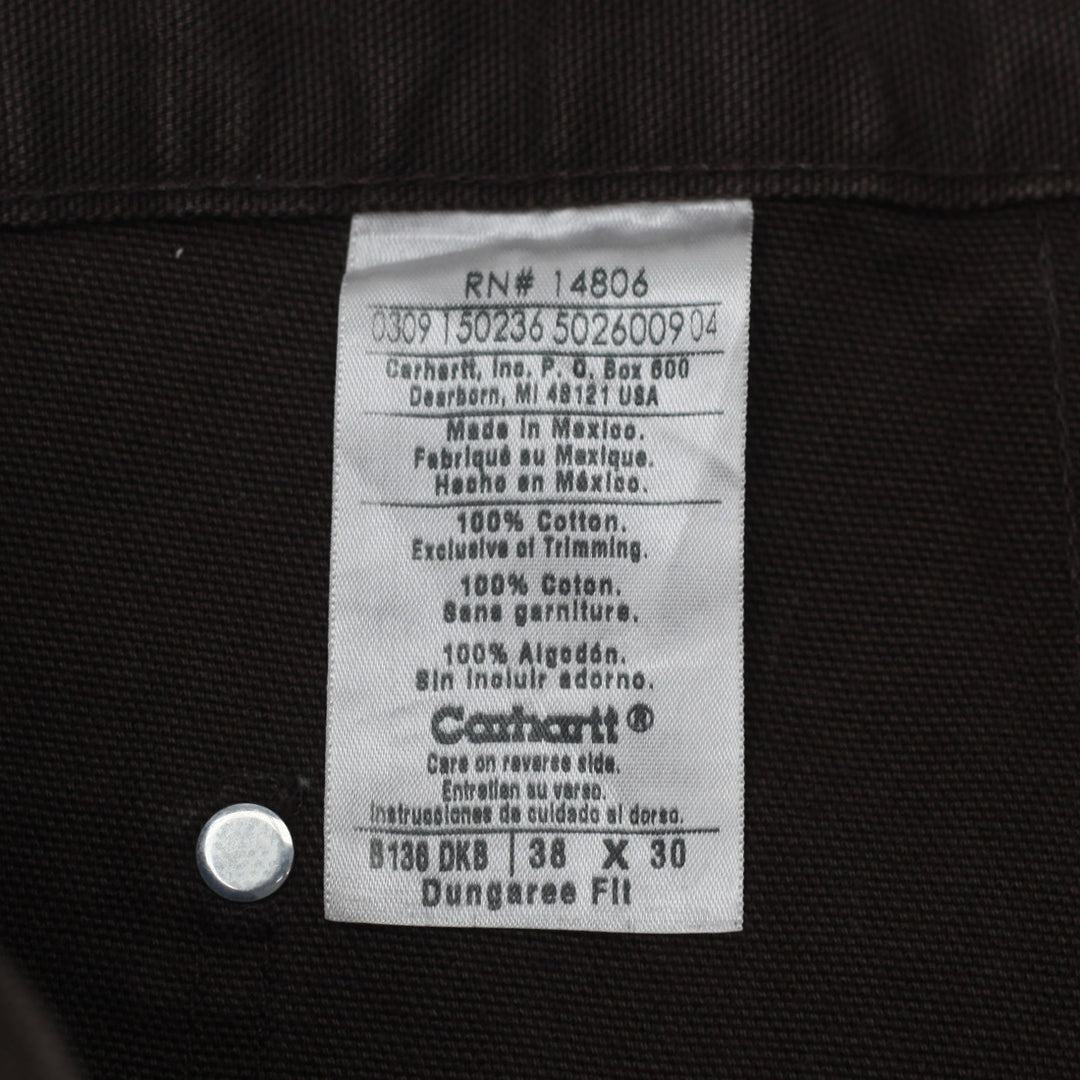 RN# 14806
0309 150236 5026009 04
Carhartt, Inc. P. O. Box 600
Dearborn, MI 48121 USA
Made in Mexico.
Fabriqué au Mexique.
Hecho en México.
100% Cotton.
Exclusive of Trimming.
100% Coton.
Sans garniture.
100% Algodón.
Sin incluir adorno.
Carhartt®
Care on reverse side.
Entretien au verso.
Instrucciones de cuidado al dorso.
B136 DKB | 38 X 30
Dungaree Fit